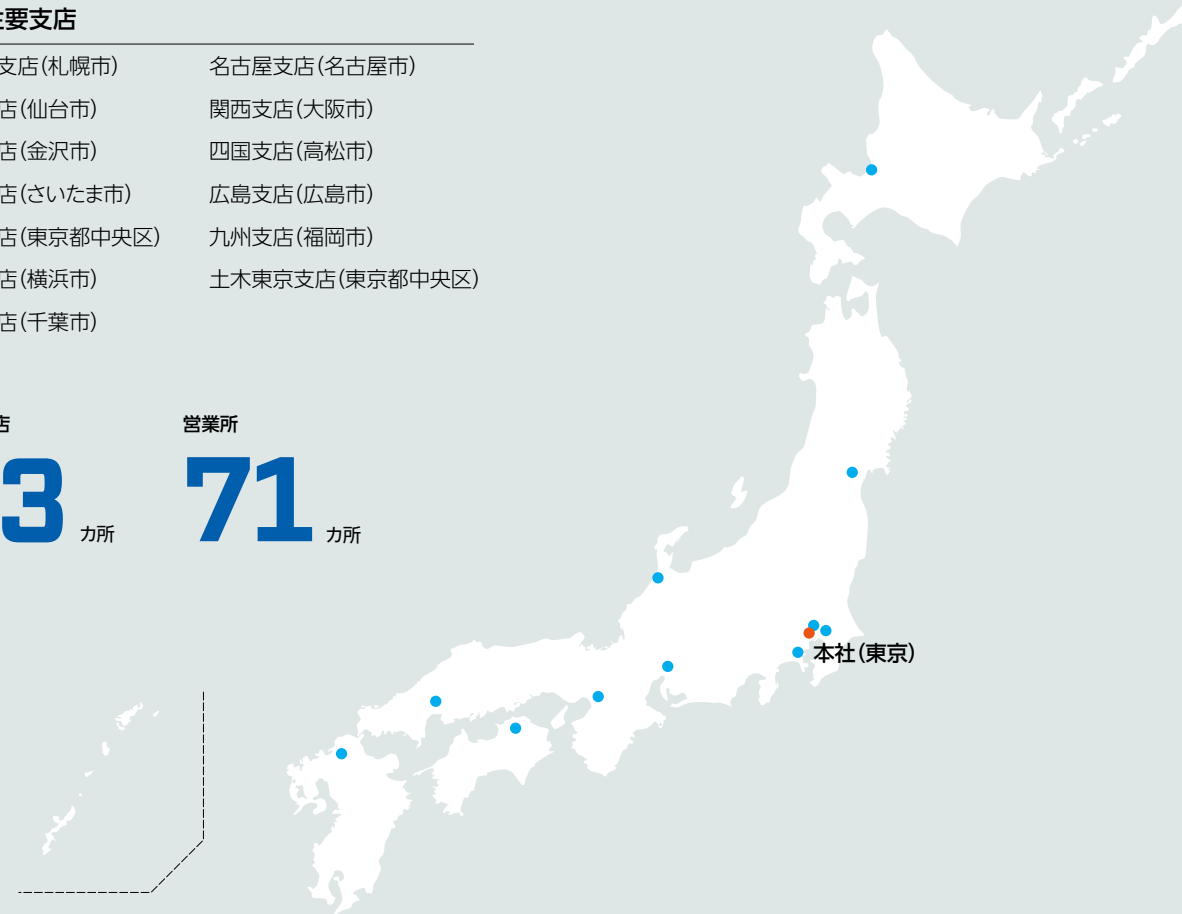 主要支店
支店(札幌市)
店(仙台市)
店(金沢市)
店(さいたま市)
店(東京都中央区)
店(横浜市)
店(千葉市)
名古屋支店(名古屋市)
関西支店(大阪市)
四国支店(高松市)
広島支店(広島市)
九州支店(福岡市)
土木東京支店(東京都中央区)
店
3 カ所
営業所
71 カ所
本社(東京)